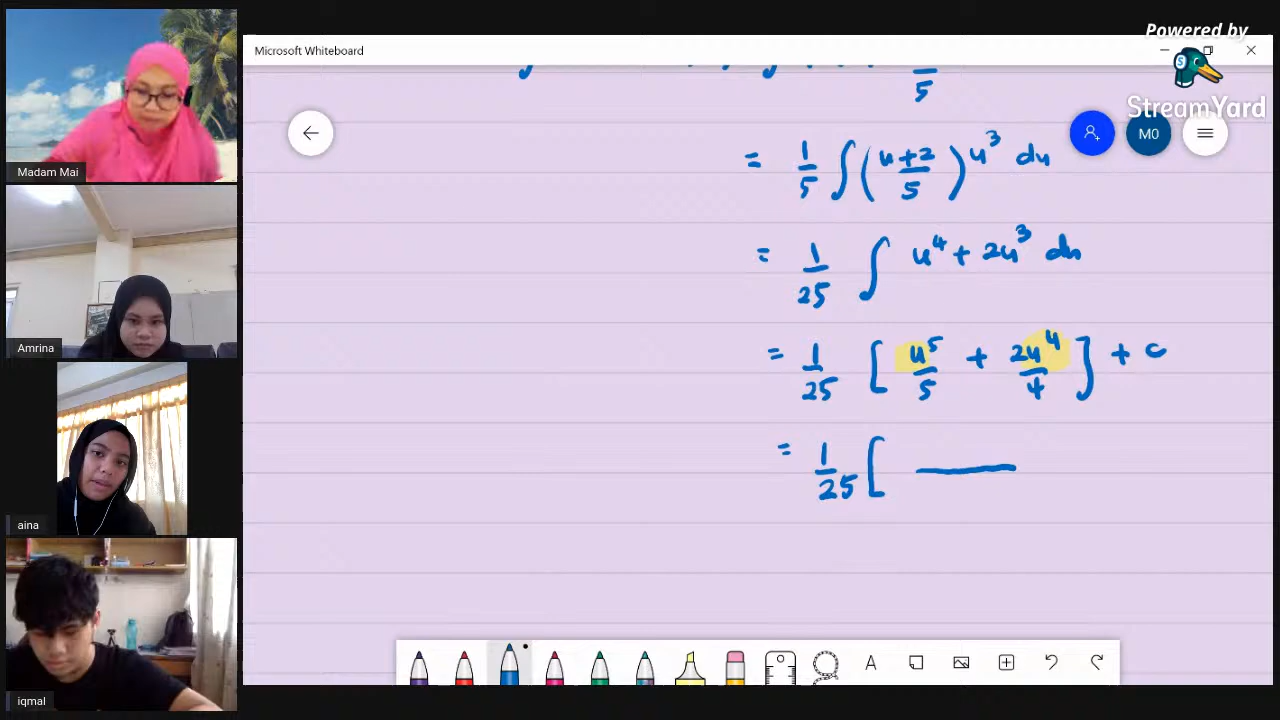 Powered by
StreamYard
Microsoft Whiteboard
M0
5
= 1/5 ∫ (u+2/5) u³ du
= 1/25 ∫ u⁴ + 2u³ du
= 1/25 [ u⁵/5 + 2u⁴/4 ] + c
= 1/25 [
A
Madam Mai
Amrina
aina
iqmal